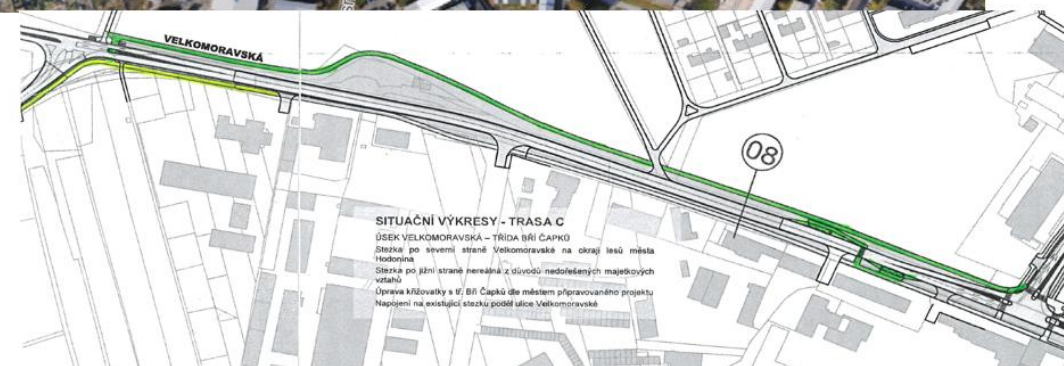 VELKOMORAVSKÁ
08
SITUAČNÍ VÝKRESY - TRASA C
ÚSEK VELKOMORAVSKÁ – TŘÍDA BŘÍ ČAPKŮ
Stezka po severní straně Velkomoravské na okraji lesů města
Hodonína
Stezka po jižní straně nereálná z důvodů nedořešených majetkových
vztahů
Úprava křižovatky s tř. Bří Čapků dle městem připravovaného projektu
Napojení na existující stezku podél ulice Velkomoravské